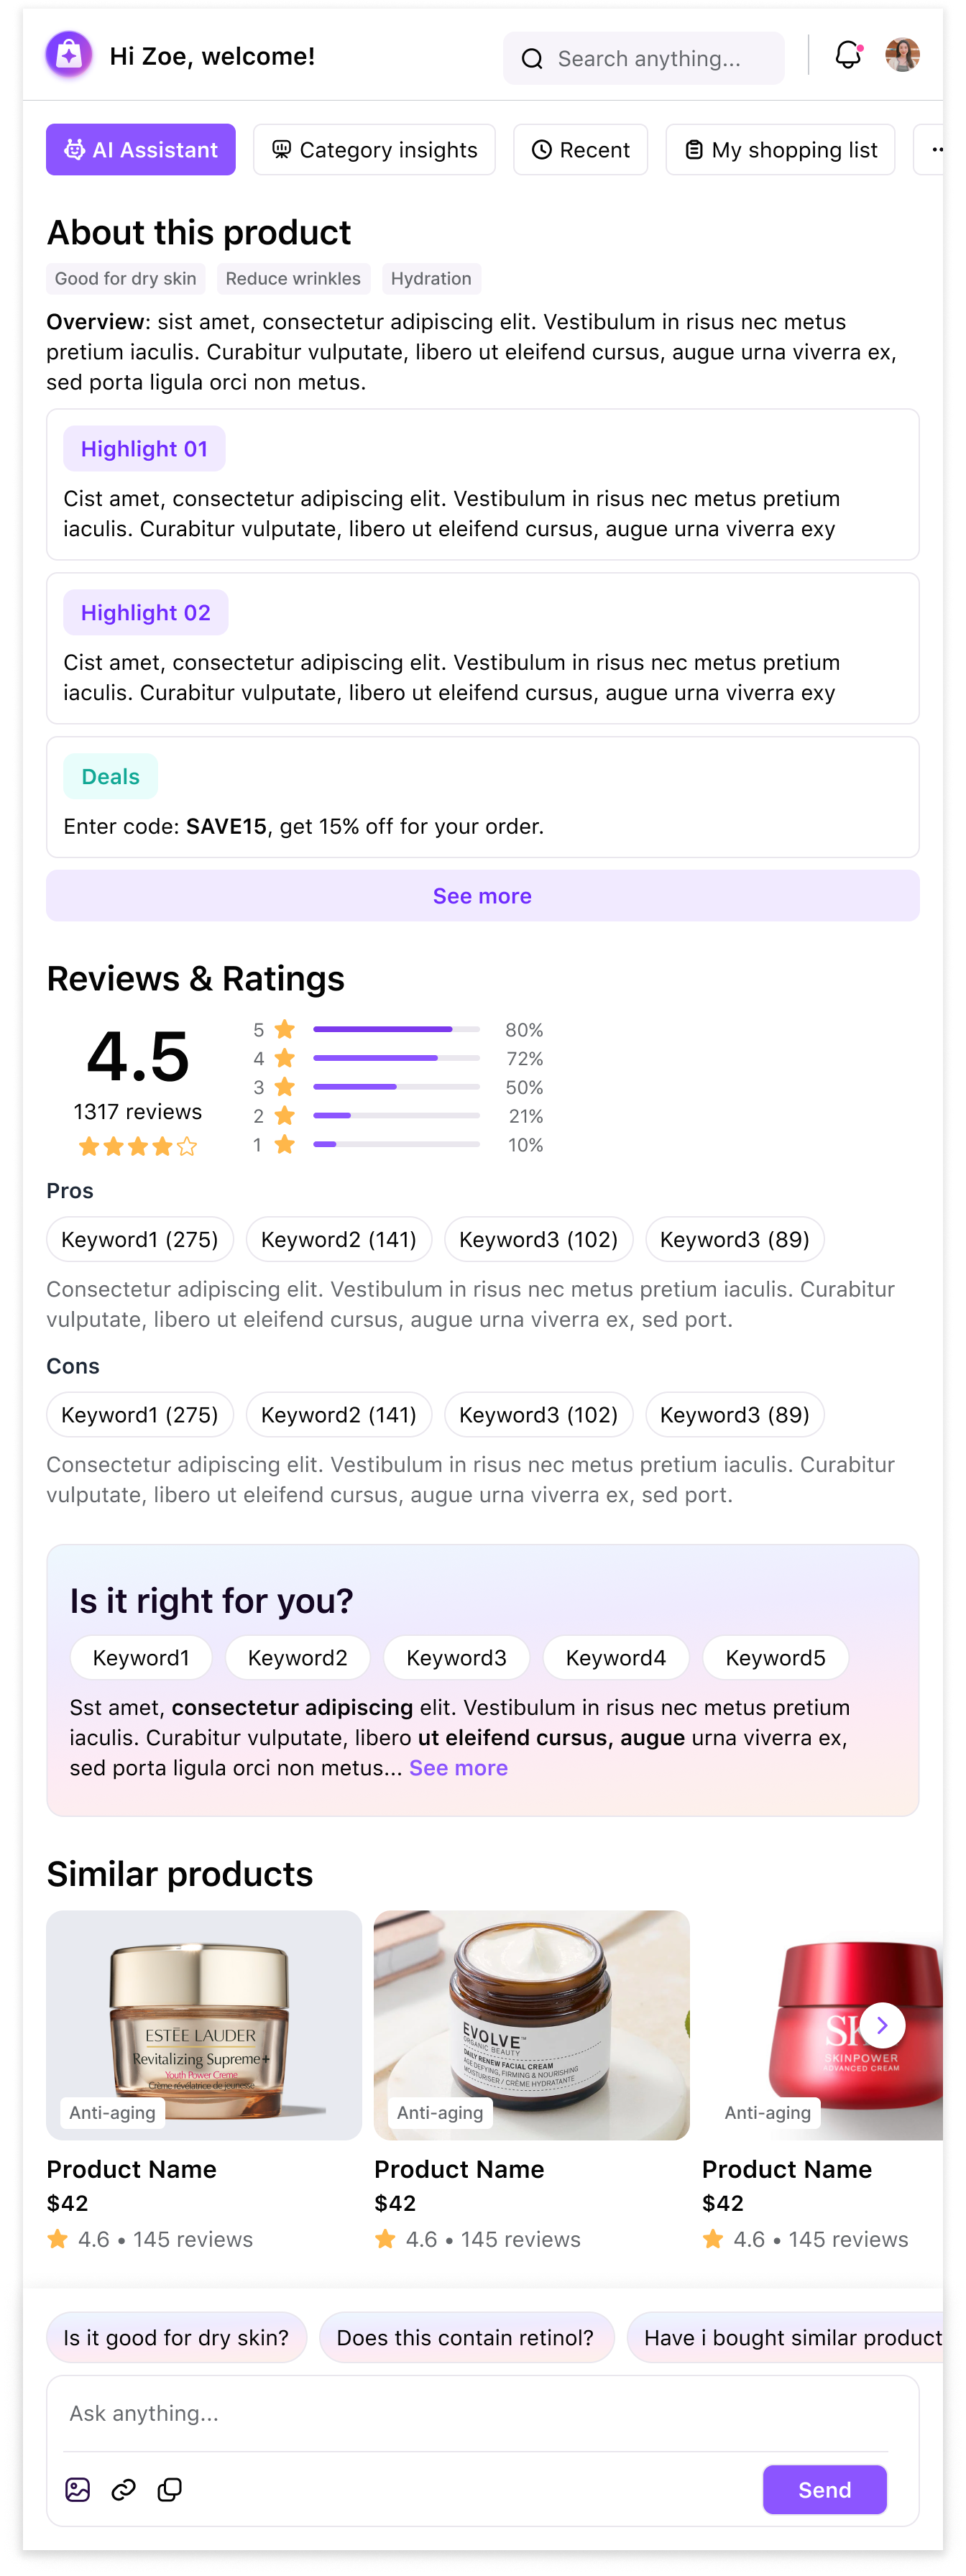 Hi Zoe, welcome!
Search anything...
AI Assistant
Category insights
Recent
My shopping list
About this product
Good for dry skin
Reduce wrinkles
Hydration
Overview: sist amet, consectetur adipiscing elit. Vestibulum in risus nec metus
pretium iaculis. Curabitur vulputate, libero ut eleifend cursus, augue urna viverra ex,
sed porta ligula orci non metus.
Highlight 01
Cist amet, consectetur adipiscing elit. Vestibulum in risus nec metus pretium
iaculis. Curabitur vulputate, libero ut eleifend cursus, augue urna viverra exy
Highlight 02
Cist amet, consectetur adipiscing elit. Vestibulum in risus nec metus pretium
iaculis. Curabitur vulputate, libero ut eleifend cursus, augue urna viverra exy
Deals
Enter code: SAVE15, get 15% off for your order.
See more
Reviews & Ratings
4.5
1317 reviews
5 80%
4 72%
3 50%
2 21%
1 10%
Pros
Keyword1 (275)
Keyword2 (141)
Keyword3 (102)
Keyword3 (89)
Consectetur adipiscing elit. Vestibulum in risus nec metus pretium iaculis. Curabitur
vulputate, libero ut eleifend cursus, augue urna viverra ex, sed port.
Cons
Keyword1 (275)
Keyword2 (141)
Keyword3 (102)
Keyword3 (89)
Consectetur adipiscing elit. Vestibulum in risus nec metus pretium iaculis. Curabitur
vulputate, libero ut eleifend cursus, augue urna viverra ex, sed port.
Is it right for you?
Keyword1
Keyword2
Keyword3
Keyword4
Keyword5
Sst amet, consectetur adipiscing elit. Vestibulum in risus nec metus pretium
iaculis. Curabitur vulputate, libero ut eleifend cursus, augue urna viverra ex,
sed porta ligula orci non metus... See more
Similar products
ESTĒE LAUDER
Revitalizing Supreme+
Youth Power Creme
Crème révélatrice de jeunesse
Anti-aging
Product Name
$42
4.6 • 145 reviews
EVOLVE™
ORGANIC BEAUTY
DAILY RENEW FACIAL CREAM
AGE DEFYING, FIRMING & NOURISHING
MOISTURISER / CRÈME HYDRATANTE
Anti-aging
Product Name
$42
4.6 • 145 reviews
SK
SKINPOWER
ADVANCED CREAM
Anti-aging
Product Name
$42
4.6 • 145 reviews
Is it good for dry skin?
Does this contain retinol?
Have i bought similar product
Ask anything...
Send